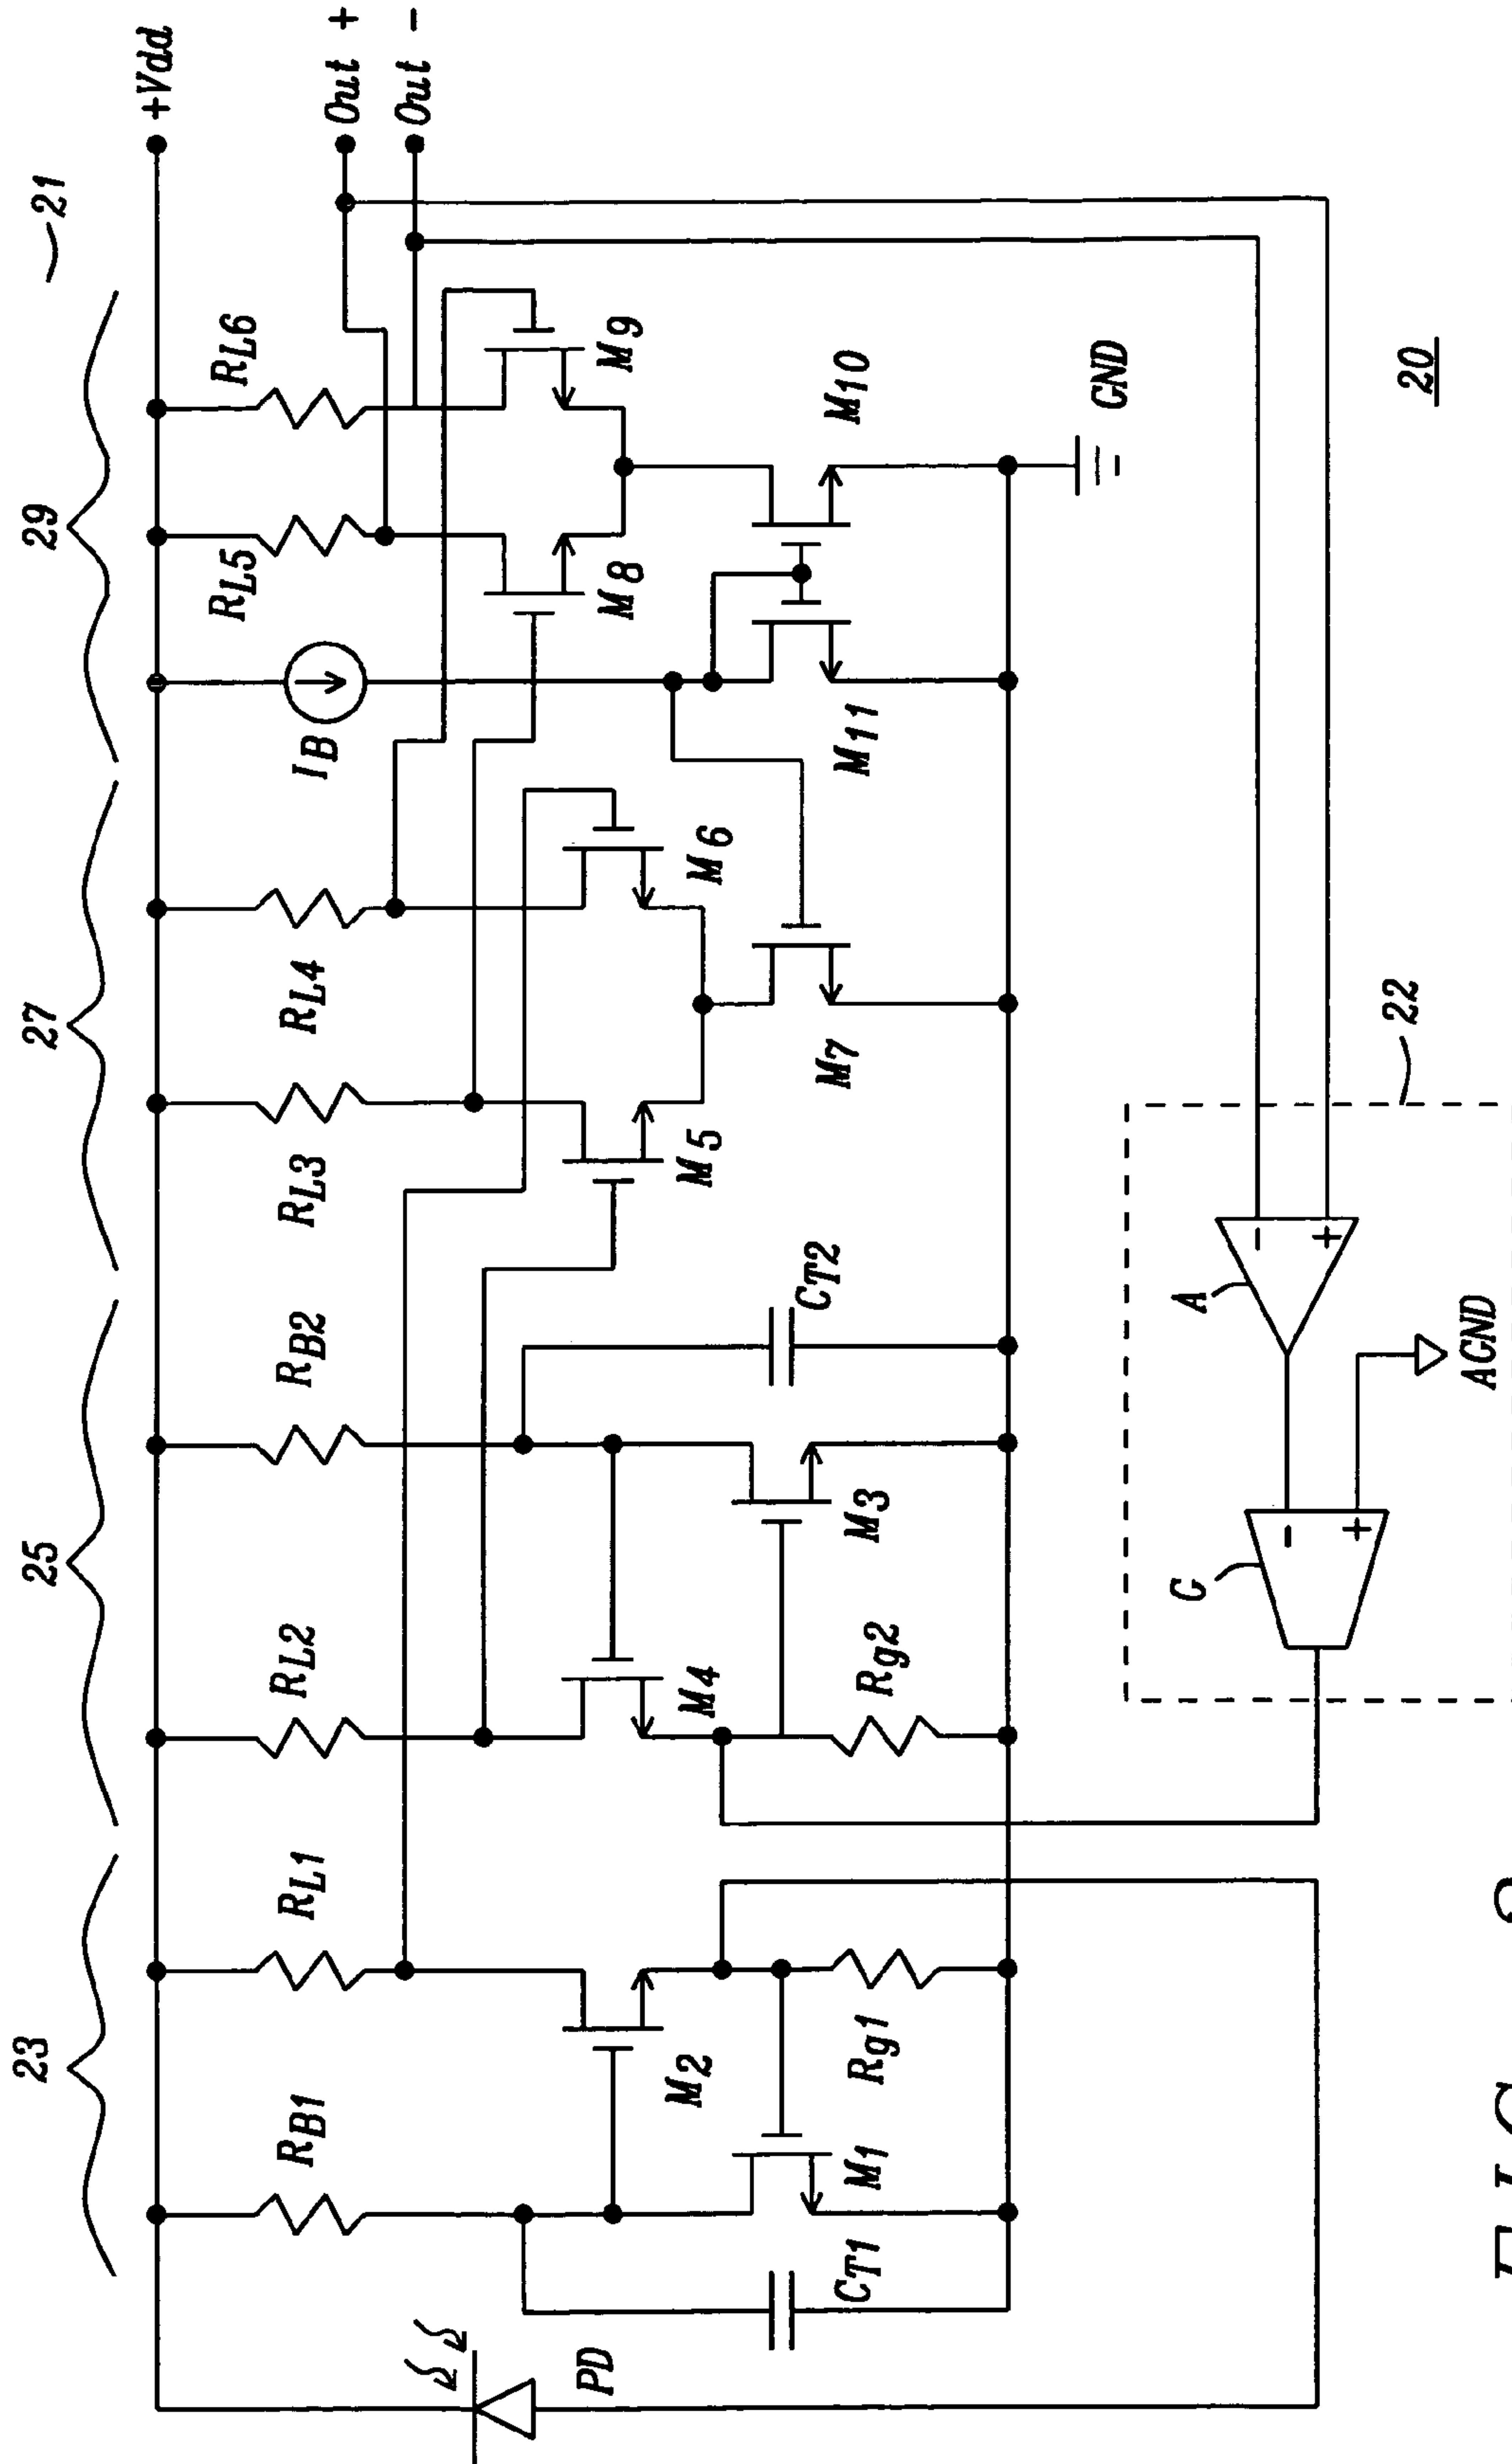 23
25
27
29
21
+Vdd
Out +
Out -
RB1
RL1
RL2
RB2
RL3
RL4
IB
RL5
RL6
PD
CT1
M1
M2
Rg1
M4
Rg2
M3
CT2
M5
M6
M7
M11
M8
M9
M10
GND
G
-
+
AGND
A
-
+
22
20